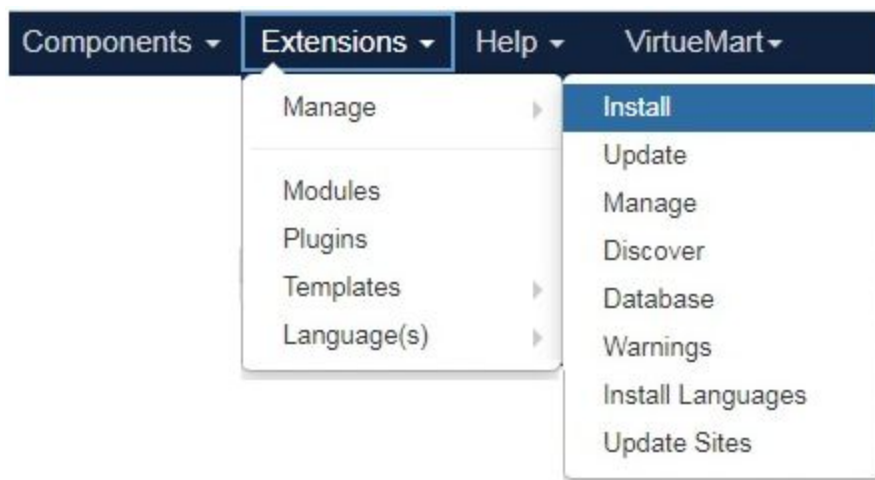 Components Extensions Help VirtueMart
Manage
Modules
Plugins
Templates
Language(s)
Install
Update
Manage
Discover
Database
Warnings
Install Languages
Update Sites